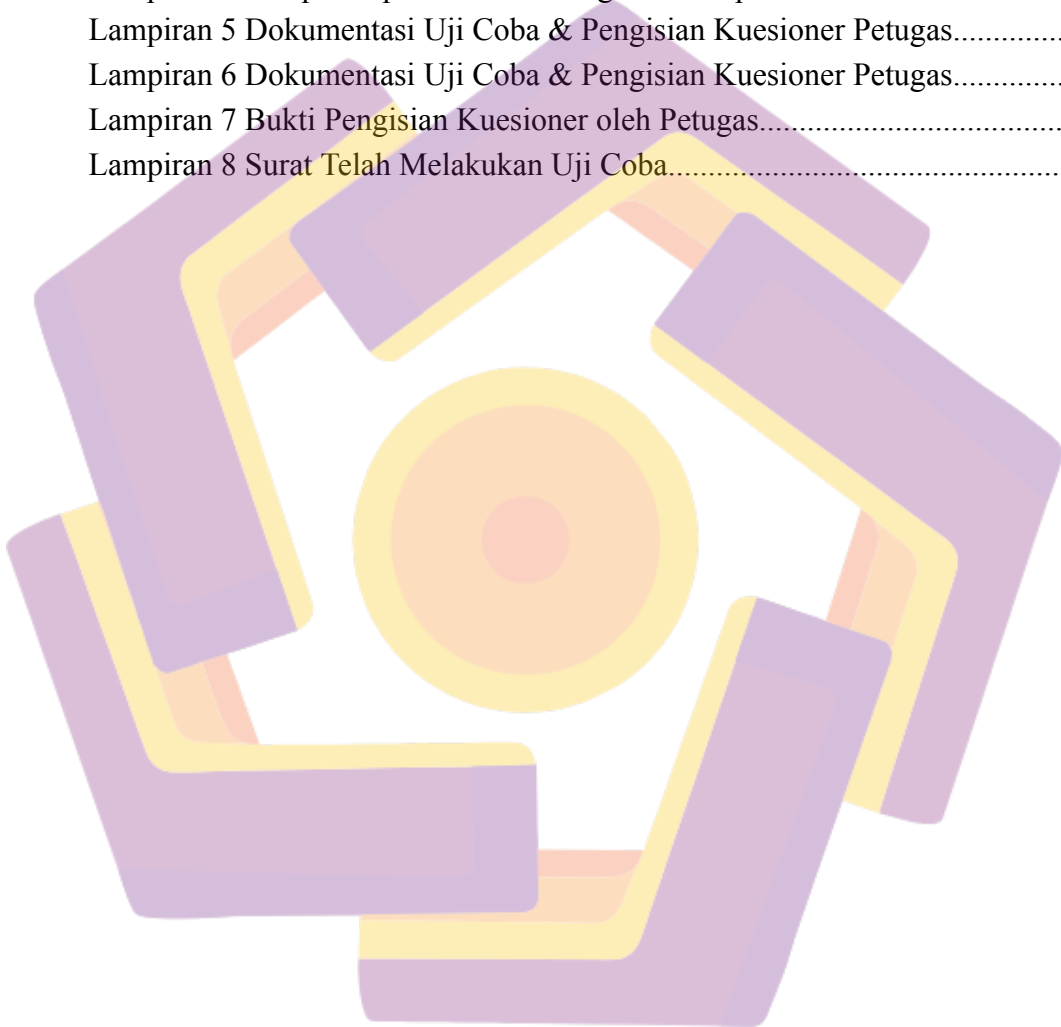 Lampiran 5 Dokumentasi Uji Coba & Pengisian Kuesioner Petugas.............
Lampiran 6 Dokumentasi Uji Coba & Pengisian Kuesioner Petugas.............
Lampiran 7 Bukti Pengisian Kuesioner oleh Petugas.....................................
Lampiran 8 Surat Telah Melakukan Uji Coba.................................................